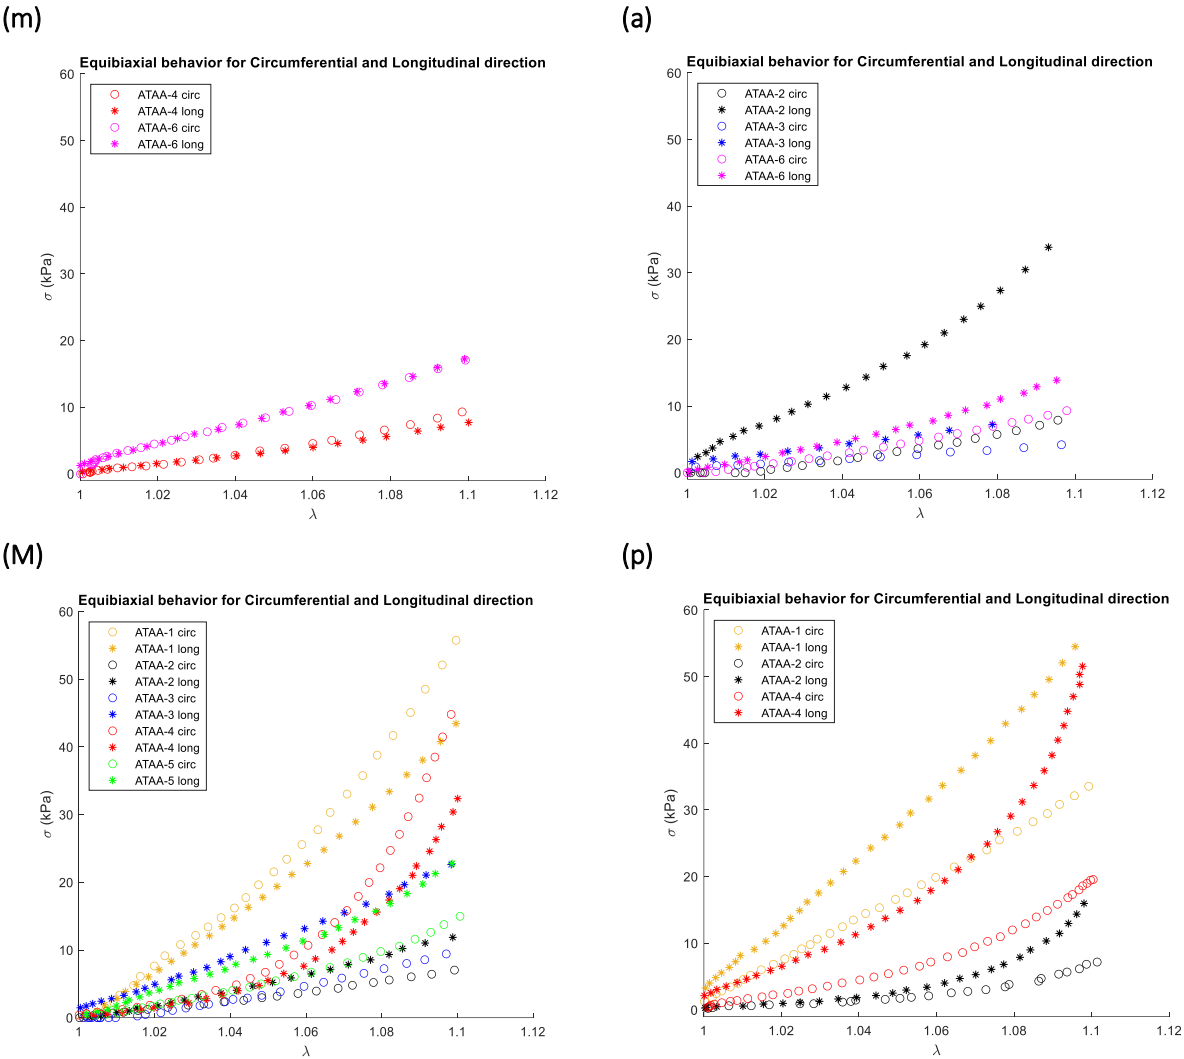 (m)
Equibiaxial behavior for Circumferential and Longitudinal direction
60
50
40
30
20
10
0
σ (kPa)
ATAA-4 circ
ATAA-4 long
ATAA-6 circ
ATAA-6 long
1 1.02 1.04 1.06 1.08 1.1 1.12
λ
(a)
Equibiaxial behavior for Circumferential and Longitudinal direction
60
50
40
30
20
10
0
σ (kPa)
ATAA-2 circ
ATAA-2 long
ATAA-3 circ
ATAA-3 long
ATAA-6 circ
ATAA-6 long
1 1.02 1.04 1.06 1.08 1.1 1.12
λ
(M)
Equibiaxial behavior for Circumferential and Longitudinal direction
60
50
40
30
20
10
0
σ (kPa)
ATAA-1 circ
ATAA-1 long
ATAA-2 circ
ATAA-2 long
ATAA-3 circ
ATAA-3 long
ATAA-4 circ
ATAA-4 long
ATAA-5 circ
ATAA-5 long
1 1.02 1.04 1.06 1.08 1.1 1.12
λ
(p)
Equibiaxial behavior for Circumferential and Longitudinal direction
60
50
40
30
20
10
0
σ (kPa)
ATAA-1 circ
ATAA-1 long
ATAA-2 circ
ATAA-2 long
ATAA-4 circ
ATAA-4 long
1 1.02 1.04 1.06 1.08 1.1 1.12
λ